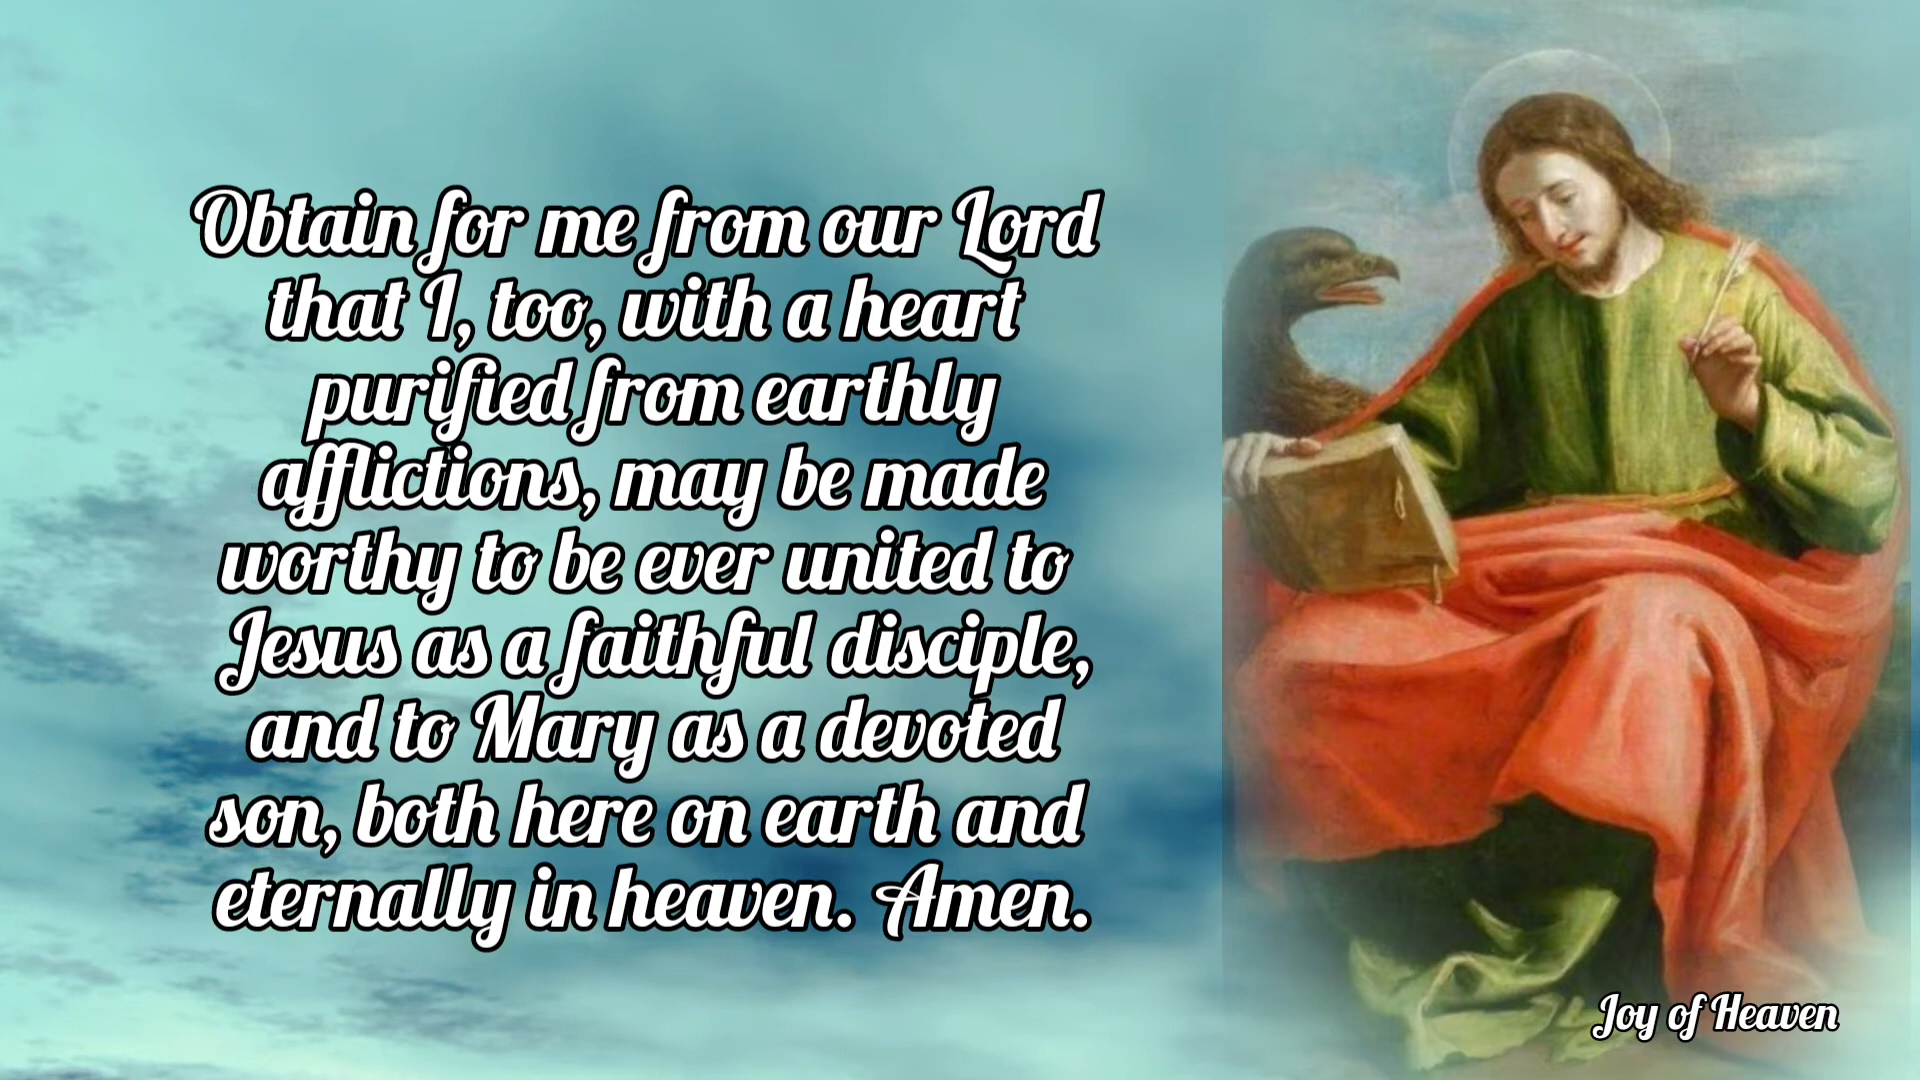 Obtain for me from our Lord
that I, too, with a heart
purified from earthly
afflictions, may be made
worthy to be ever united to
Jesus as a faithful disciple,
and to Mary as a devoted
son, both here on earth and
eternally in heaven. Amen.
Joy of Heaven